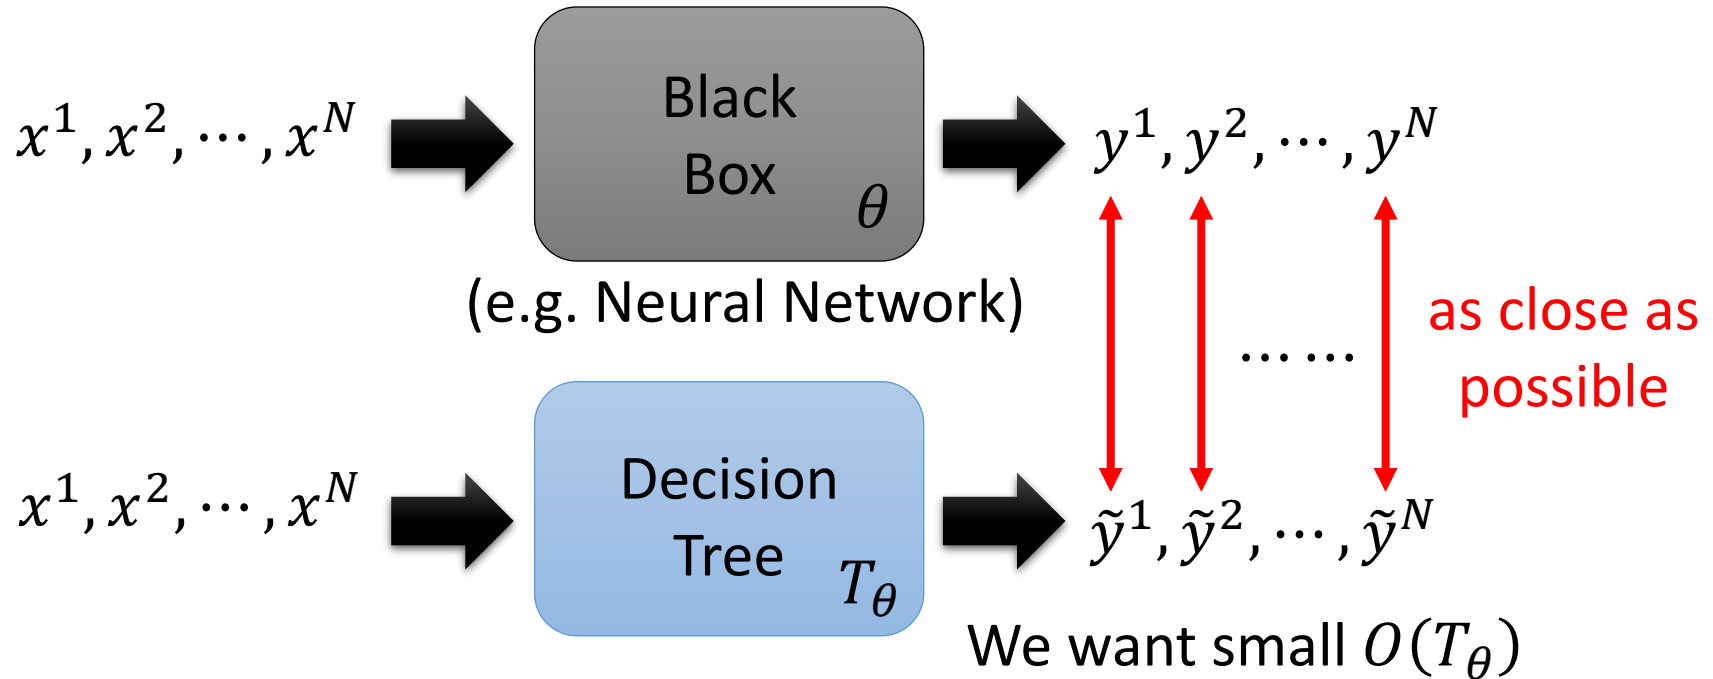 x¹, x², ⋯, xᴺ
Black
Box
θ
y¹, y², ⋯, yᴺ
(e.g. Neural Network)
as close as
possible
⋯⋯
x¹, x², ⋯, xᴺ
Decision
Tree
T_θ
ỹ¹, ỹ², ⋯, ỹᴺ
We want small O(T_θ)